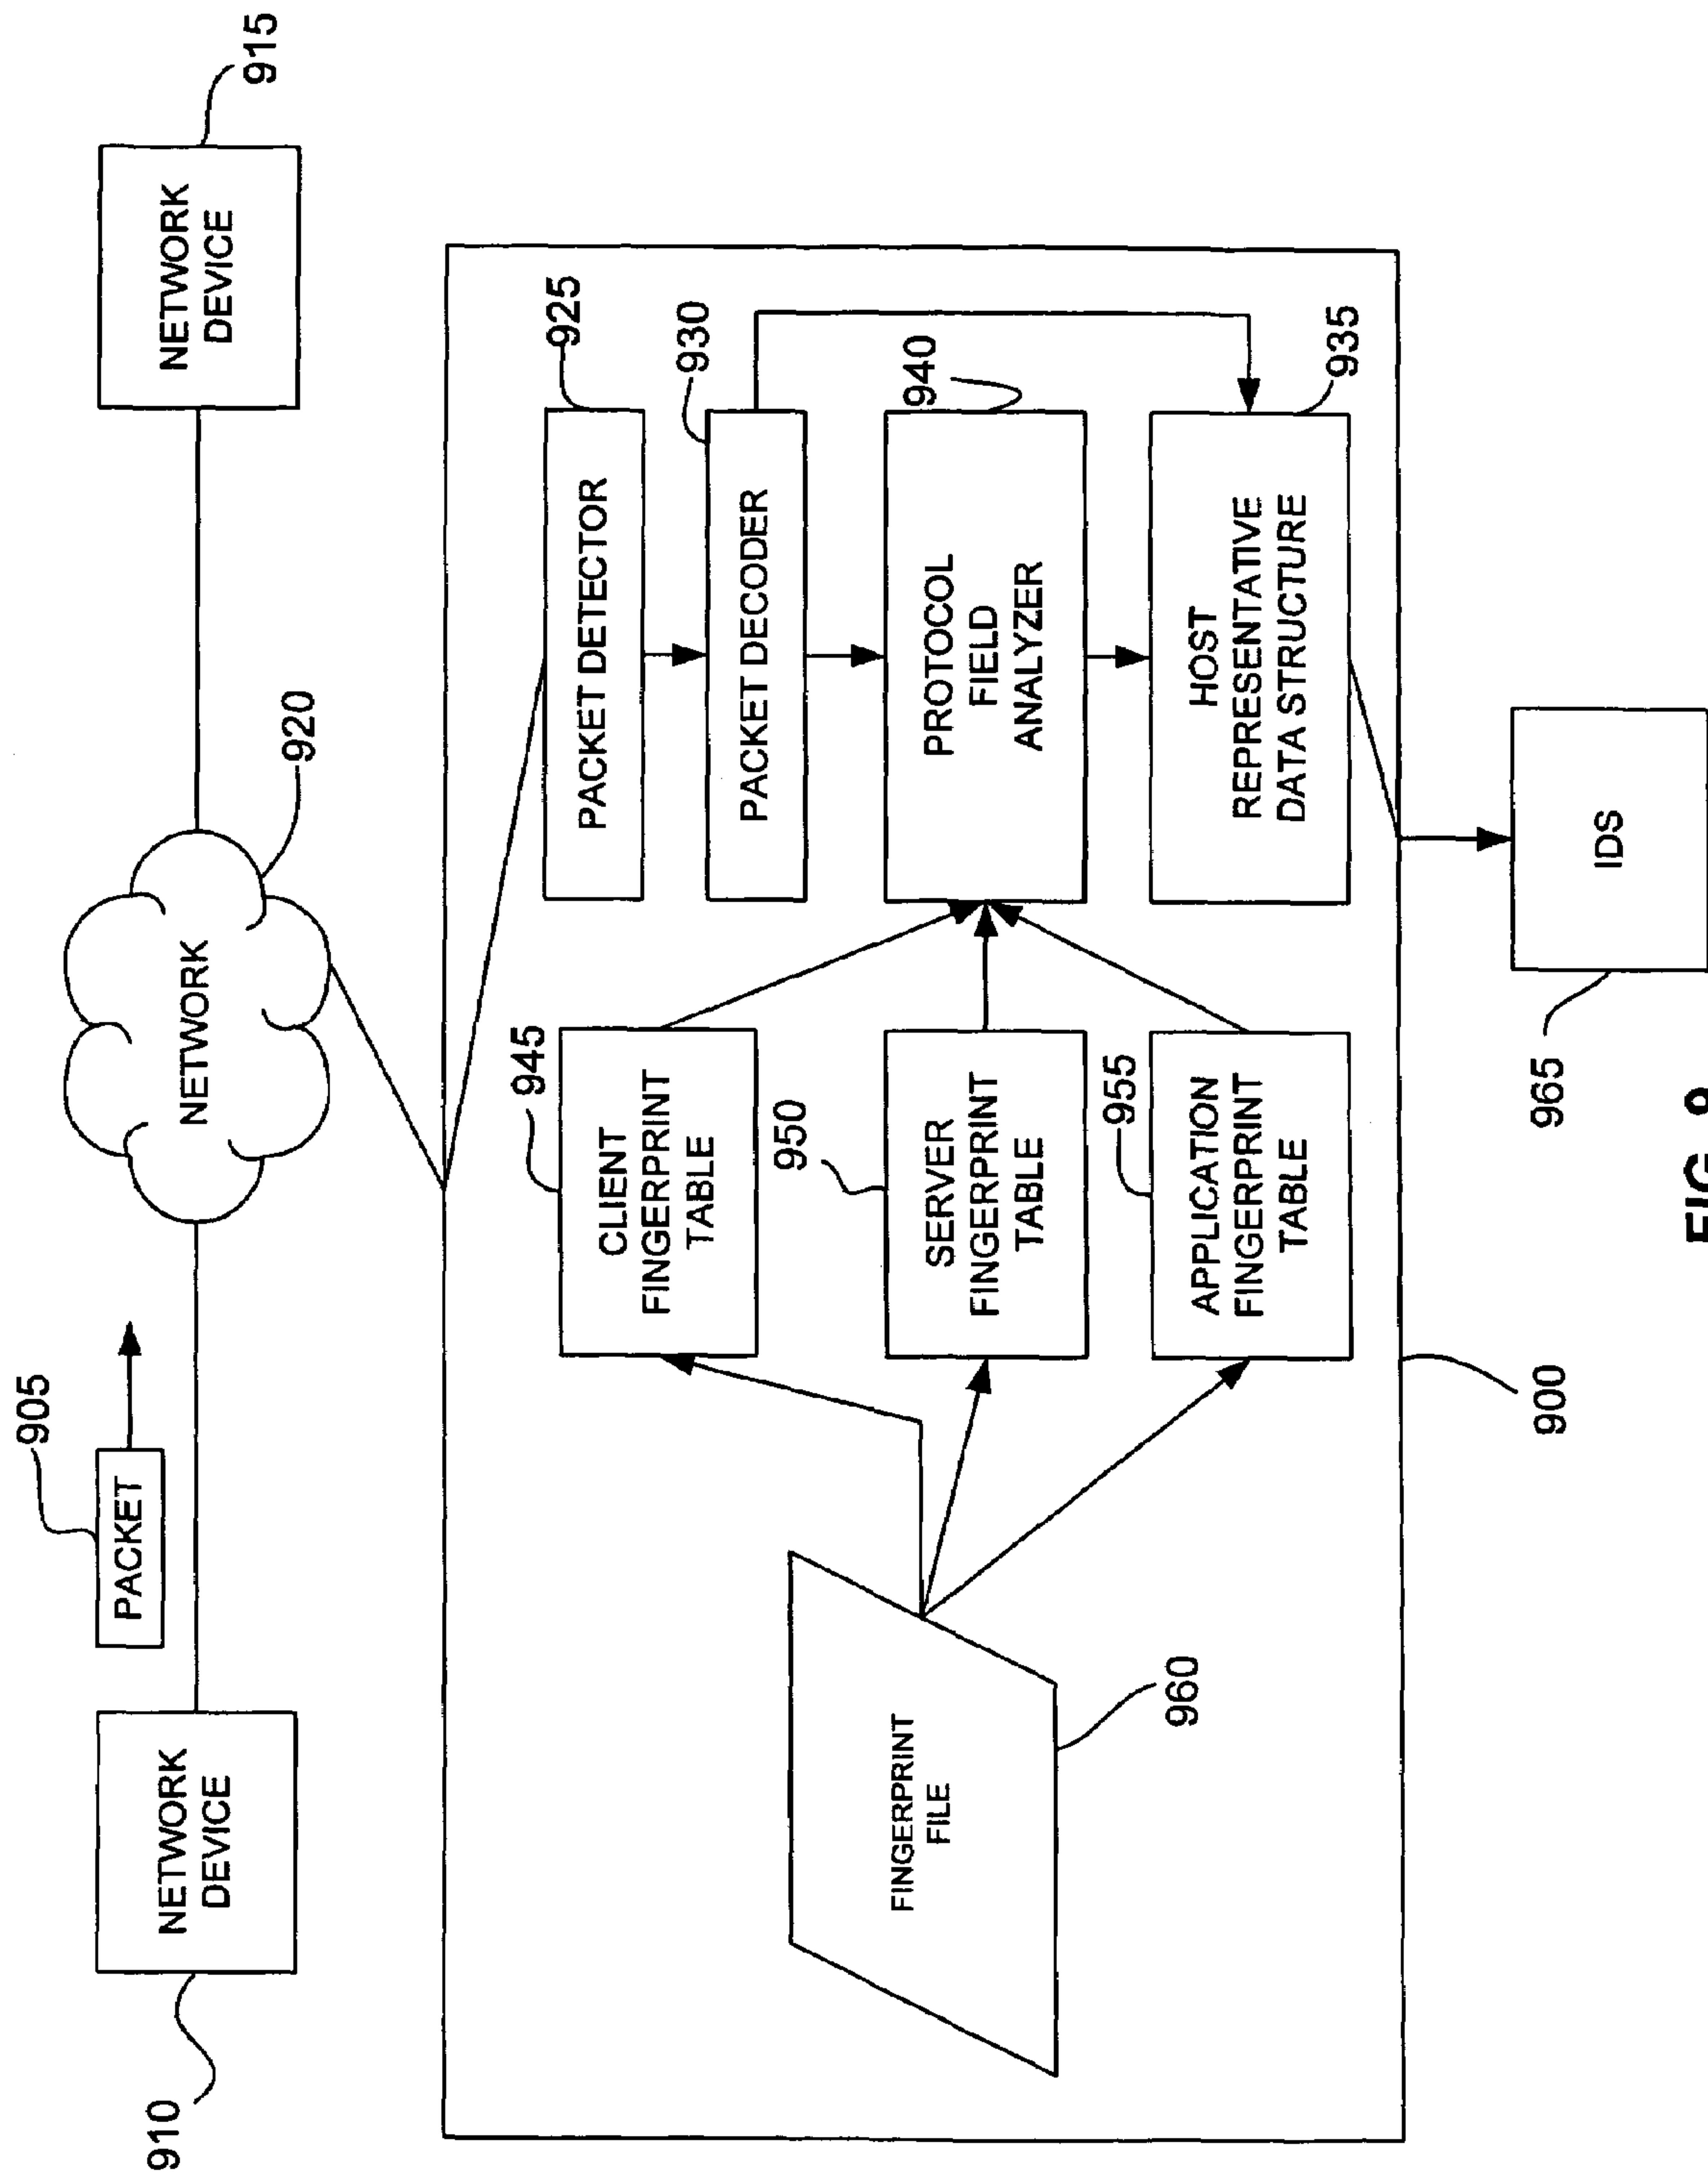 905
PACKET
910
NETWORK
DEVICE
NETWORK
920
NETWORK
DEVICE
915
925
PACKET DETECTOR
930
PACKET DECODER
940
PROTOCOL
FIELD
ANALYZER
935
HOST
REPRESENTATIVE
DATA STRUCTURE
945
CLIENT
FINGERPRINT
TABLE
950
SERVER
FINGERPRINT
TABLE
955
APPLICATION
FINGERPRINT
TABLE
FINGERPRINT
FILE
960
900
965
IDS
FIG. 9